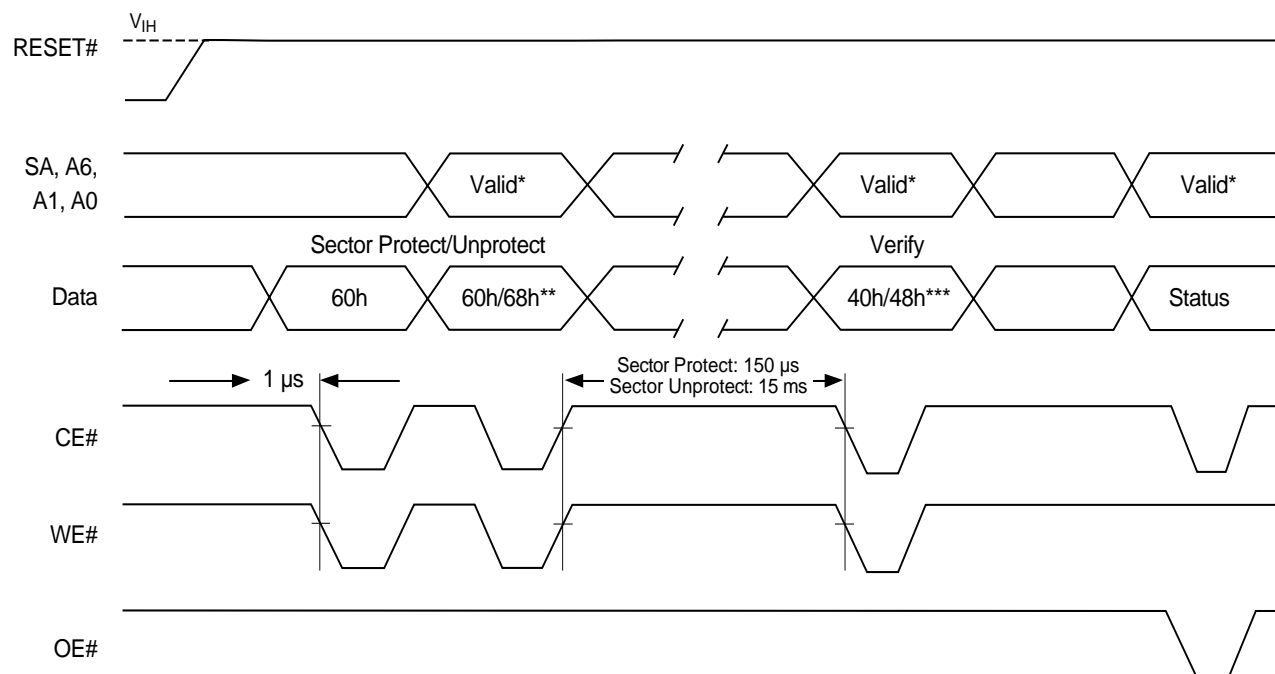 V_IH
RESET#
SA, A6,
A1, A0
Valid*
Valid*
Valid*
Sector Protect/Unprotect
Verify
Data
60h
60h/68h**
40h/48h***
Status
1 µs
Sector Protect: 150 µs
Sector Unprotect: 15 ms
CE#
WE#
OE#